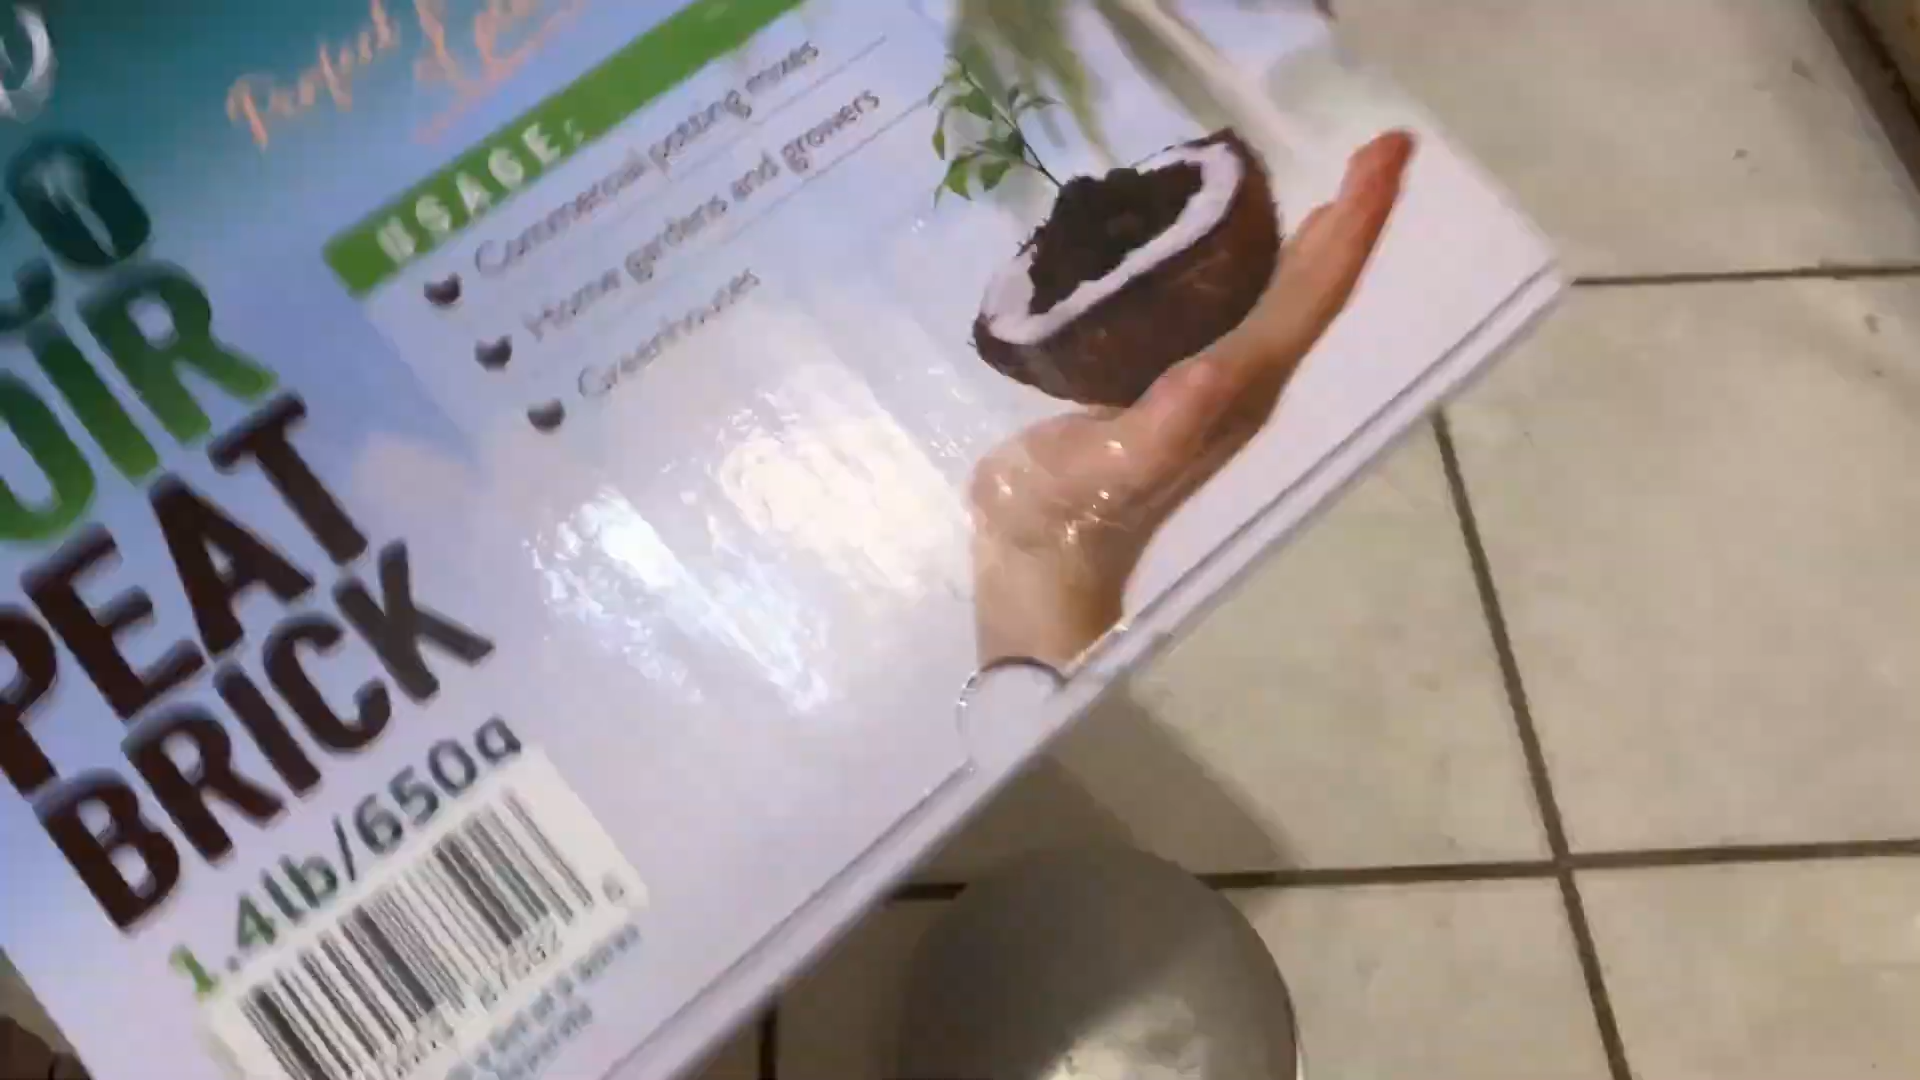 Perfect
USAGE:
Commercial potting mixes
Home gardens and growers
Greenhouses
CO
OIR
PEAT
BRICK
1.4lb/650g